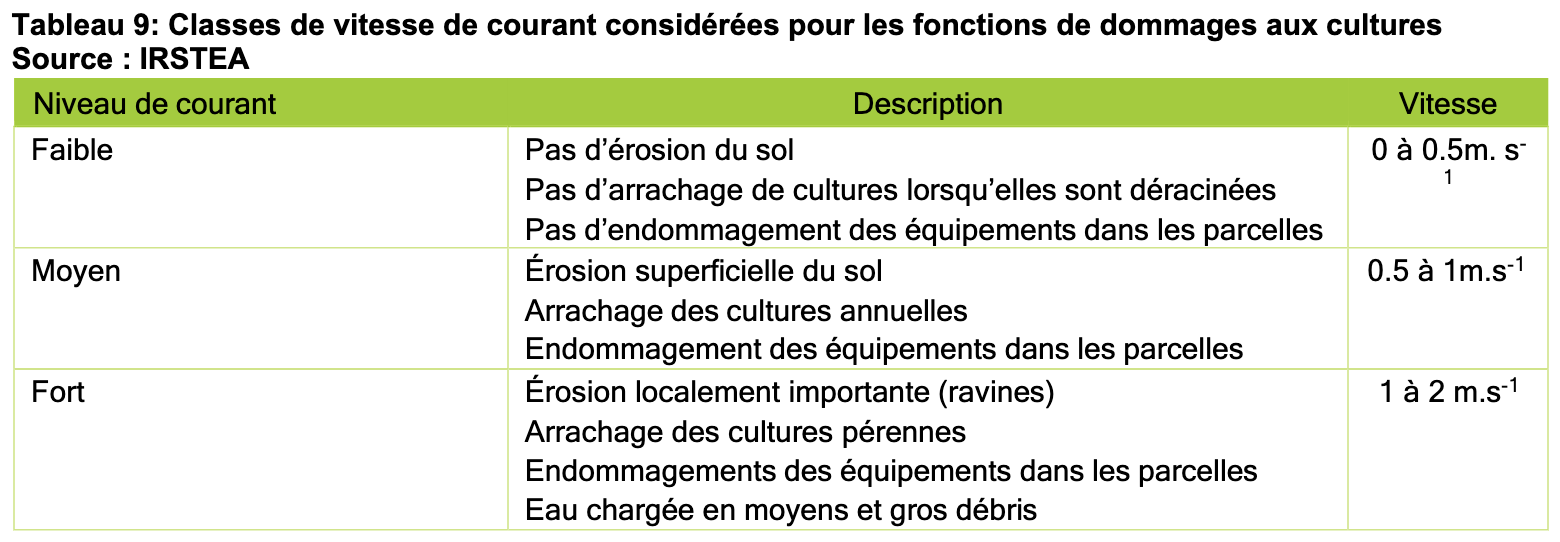 Tableau 9: Classes de vitesse de courant considérées pour les fonctions de dommages aux cultures
Source : IRSTEA
Niveau de courant Description Vitesse
Faible Pas d’érosion du sol 0 à 0.5m. s-
Pas d’arrachage de cultures lorsqu’elles sont déracinées 1
Pas d’endommagement des équipements dans les parcelles
Moyen Érosion superficielle du sol 0.5 à 1m.s-1
Arrachage des cultures annuelles
Endommagement des équipements dans les parcelles
Fort Érosion localement importante (ravines) 1 à 2 m.s-1
Arrachage des cultures pérennes
Endommagements des équipements dans les parcelles
Eau chargée en moyens et gros débris